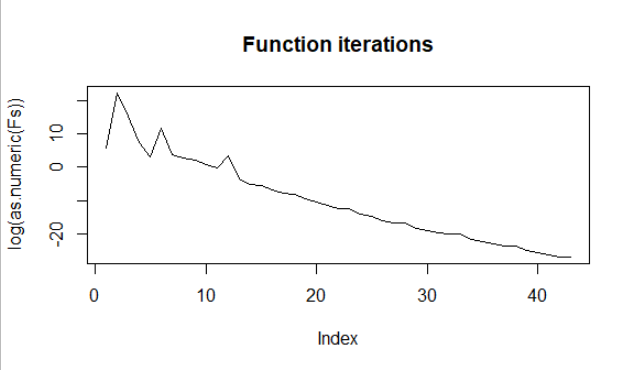 Function iterations
log(as.numeric(Fs))
10
0
-20
0 10 20 30 40
Index